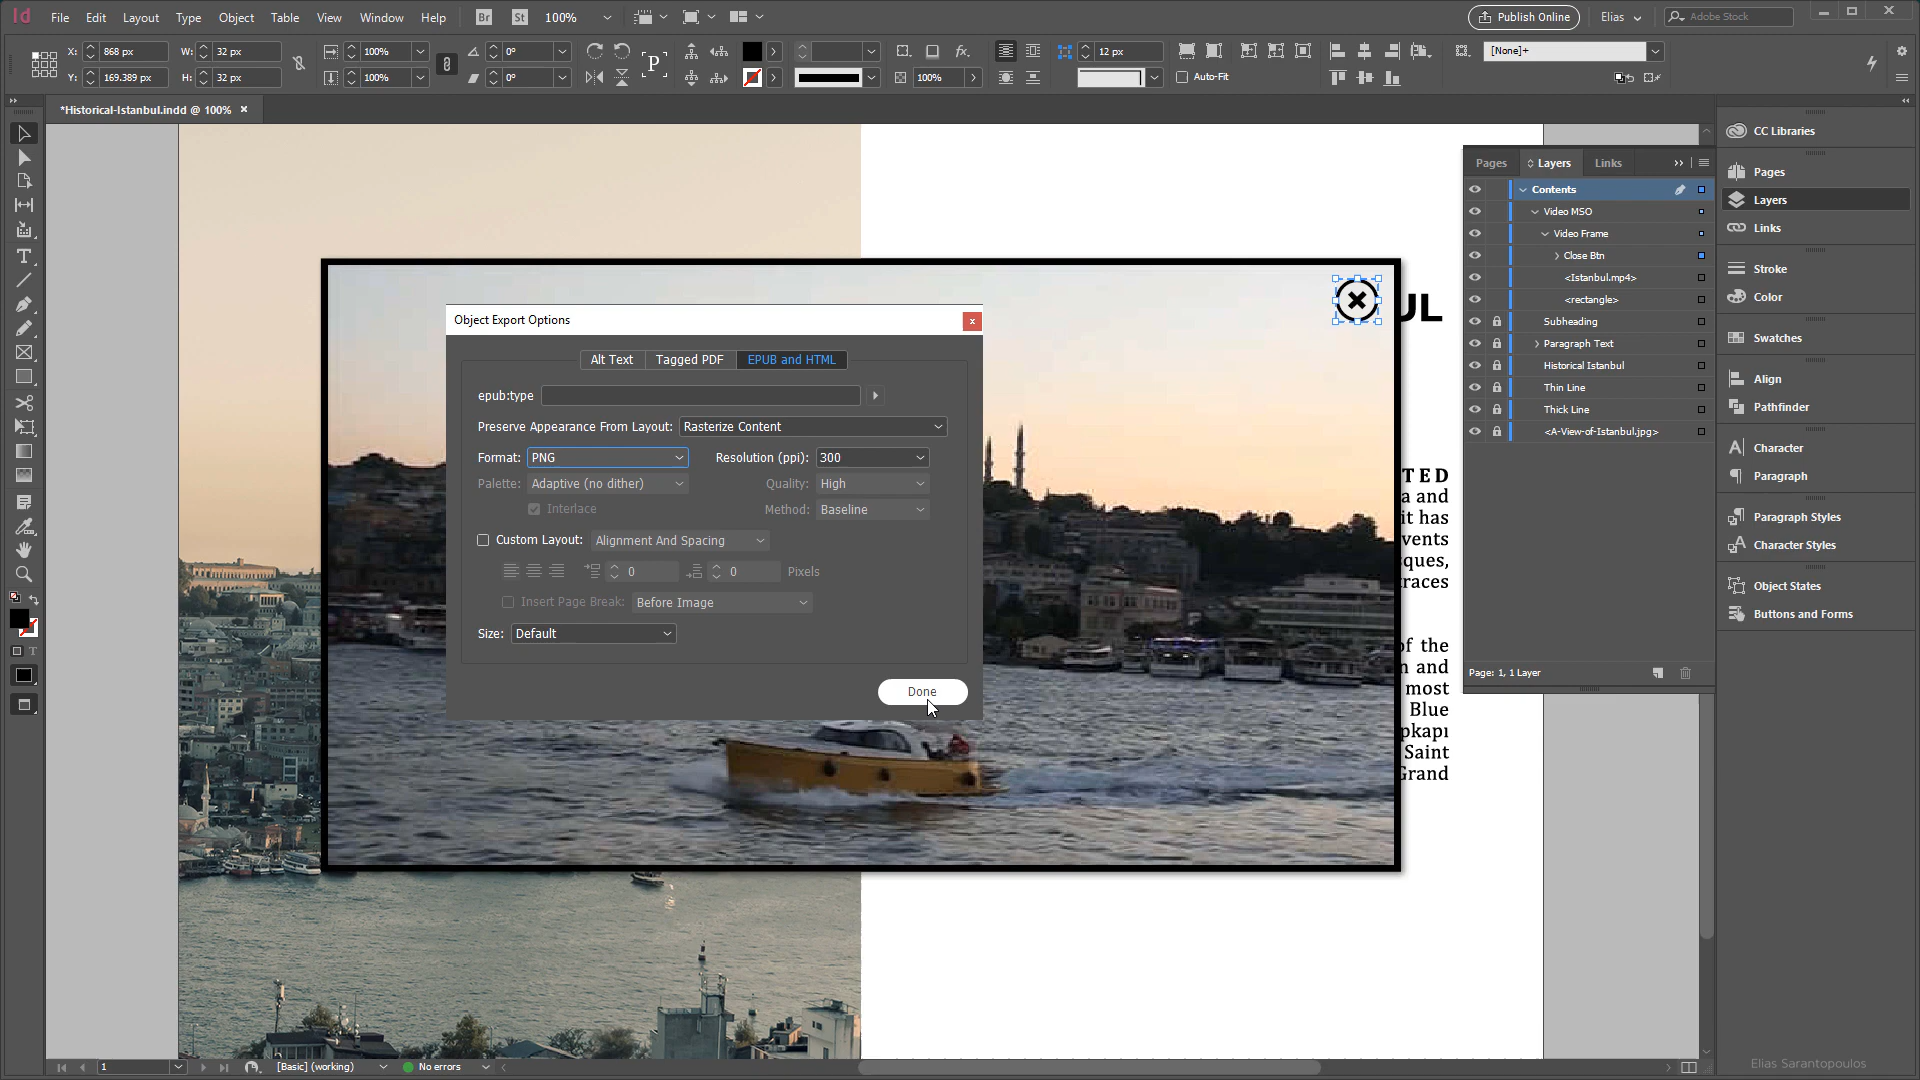 Id File Edit Layout Type Object Table View Window Help Br St 100% Publish Online Elias Adobe Stock
X: 868 px W: 32 px 100% 0° 12 px [None]+
Y: 169.389 px H: 32 px 100% 0° P fx. 100% Auto-Fit
*Historical-Istanbul.indd @ 100% ×
CC Libraries
Pages
Layers
Links
Stroke
Color
Swatches
Align
Pathfinder
Character
Paragraph
Paragraph Styles
Character Styles
Object States
Buttons and Forms
Pages Layers Links
Contents
Video MSO
Video Frame
Close Btn
<Istanbul.mp4>
<rectangle>
Subheading
Paragraph Text
Historical Istanbul
Thin Line
Thick Line
<A-View-of-Istanbul.jpg>
Page: 1, 1 Layer
Object Export Options
Alt Text Tagged PDF EPUB and HTML
epub:type
Preserve Appearance From Layout: Rasterize Content
Format: PNG Resolution (ppi): 300
Palette: Adaptive (no dither) Quality: High
Interlace Method: Baseline
Custom Layout: Alignment And Spacing
0 0 Pixels
Insert Page Break: Before Image
Size: Default
Done
UL
TED
a and
it has
vents
ques,
traces
of the
n and
most
Blue
pkapı
Saint
Grand
1 [Basic] (working) No errors
Elias Sarantopoulos